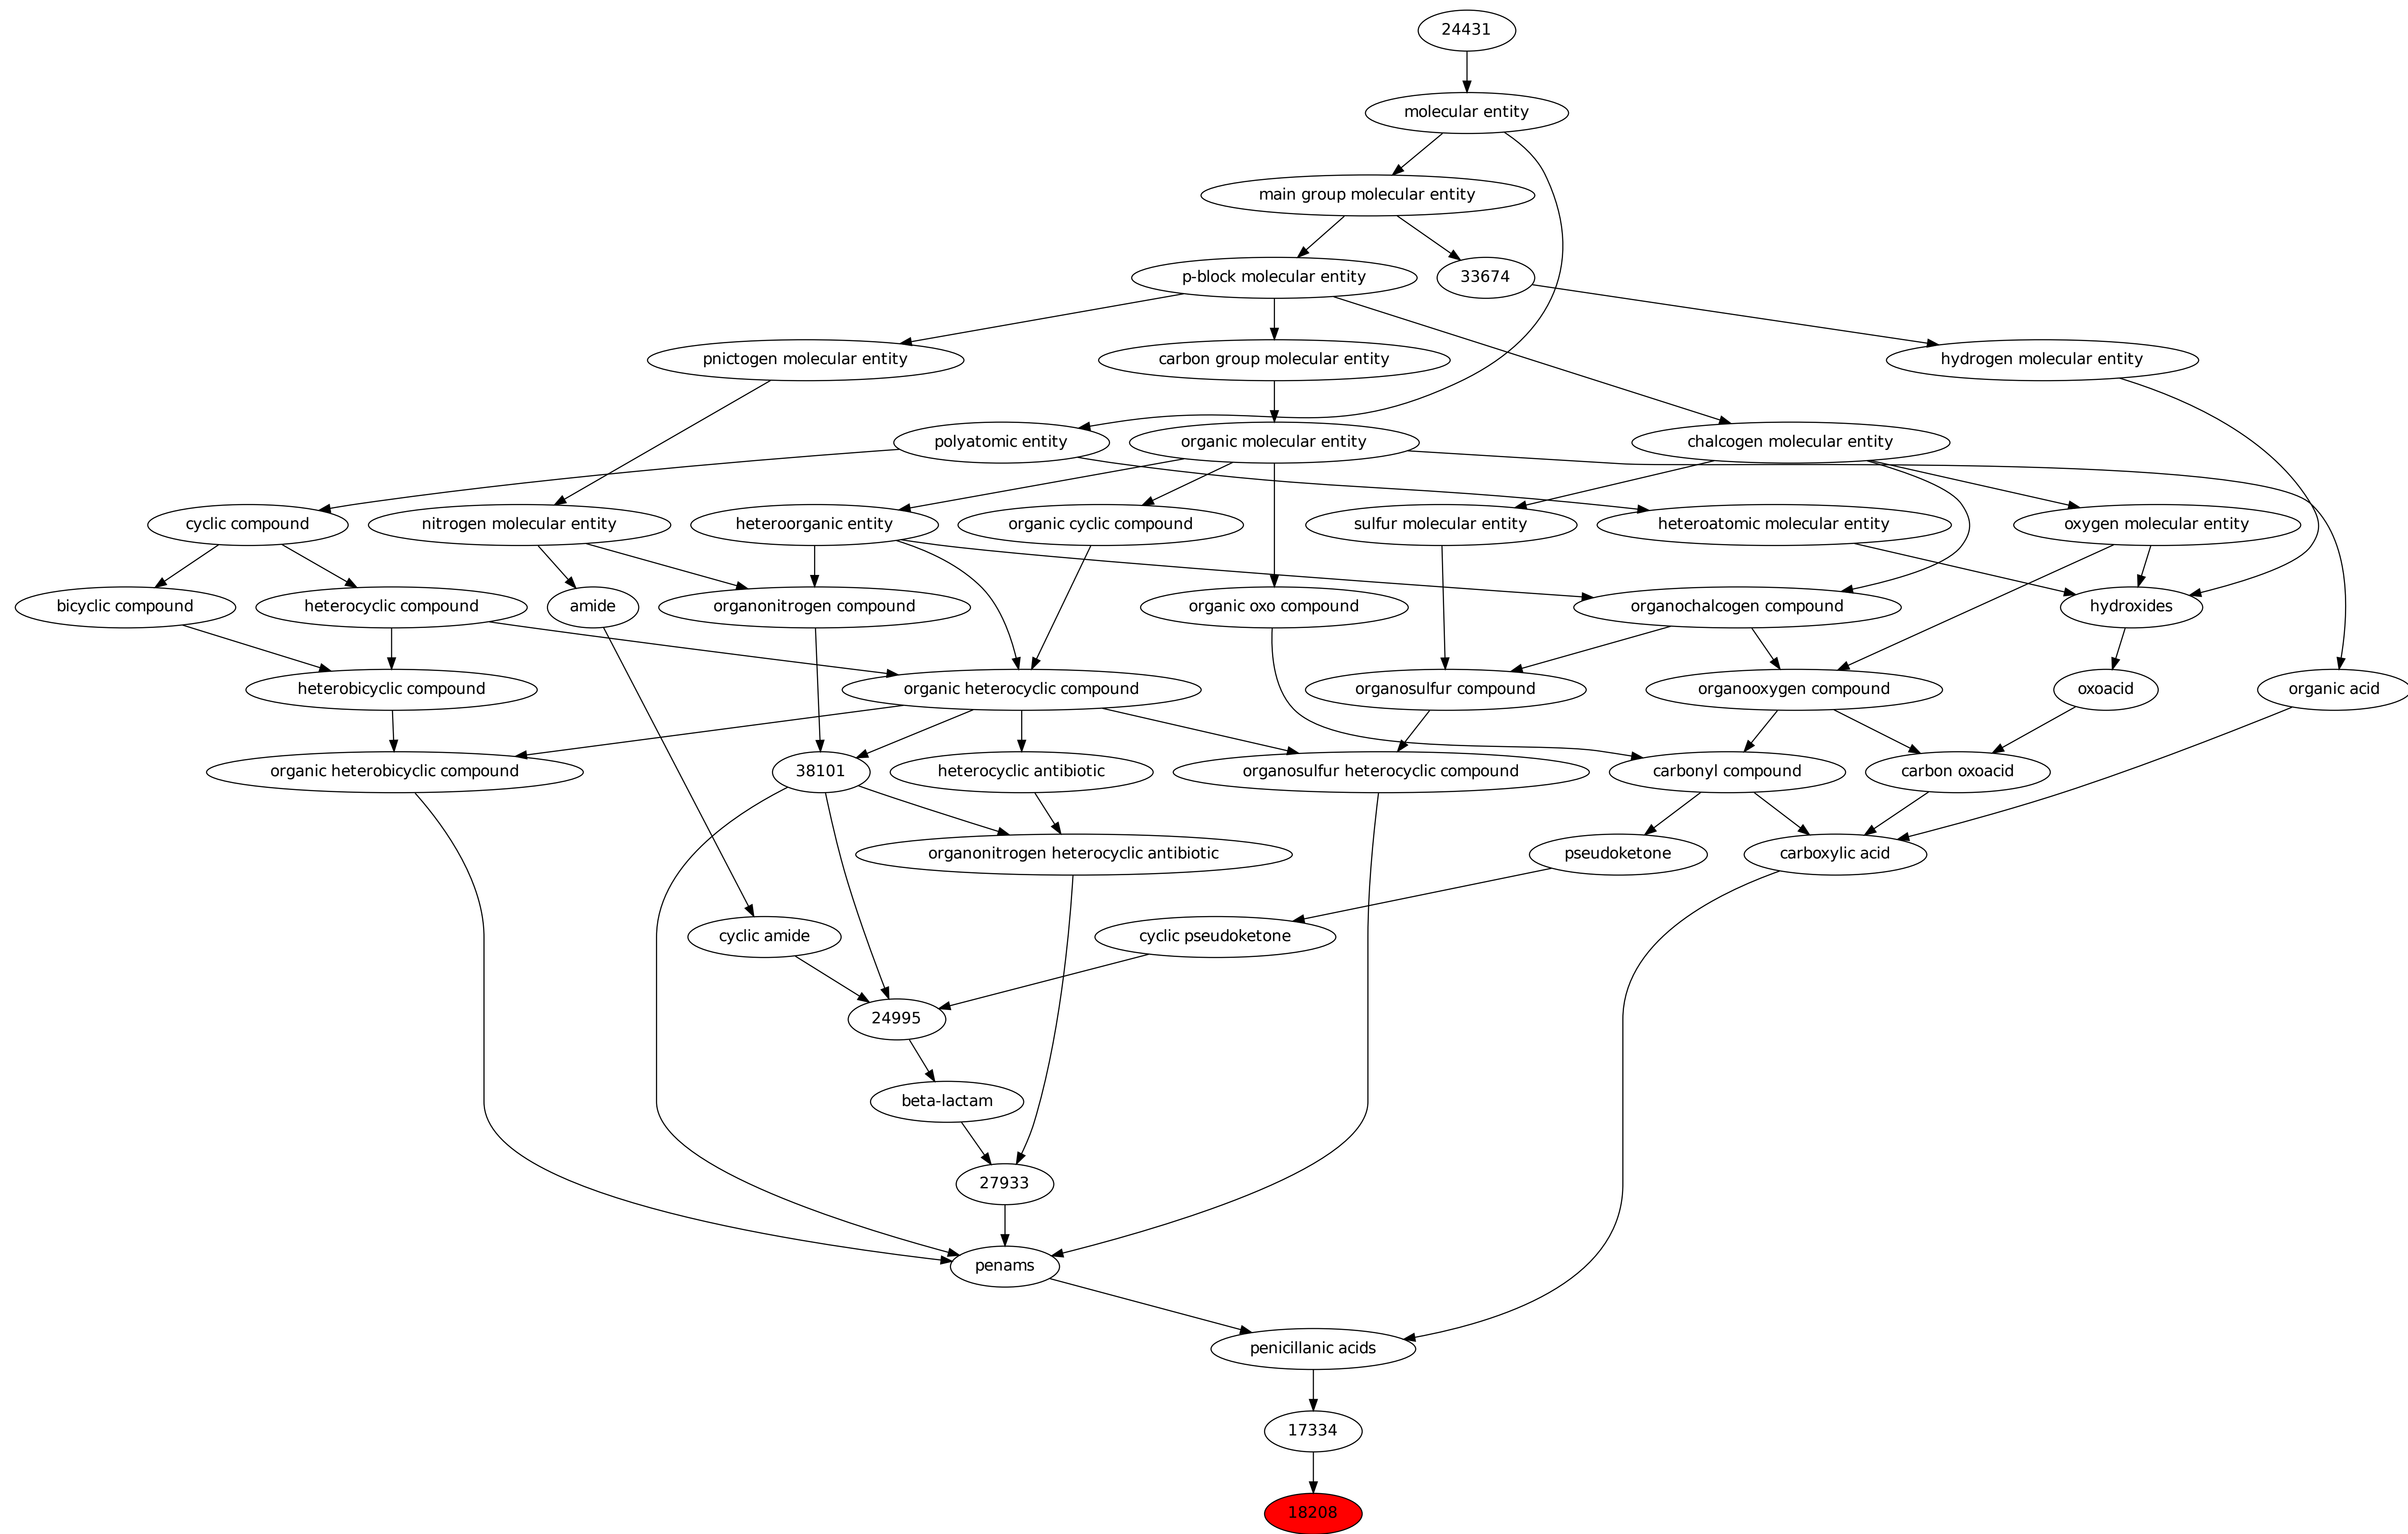 24431
molecular entity
main group molecular entity
p-block molecular entity
33674
pnictogen molecular entity
carbon group molecular entity
hydrogen molecular entity
polyatomic entity
organic molecular entity
chalcogen molecular entity
cyclic compound
nitrogen molecular entity
heteroorganic entity
organic cyclic compound
sulfur molecular entity
heteroatomic molecular entity
oxygen molecular entity
bicyclic compound
heterocyclic compound
amide
organonitrogen compound
organic oxo compound
organochalcogen compound
hydroxides
heterobicyclic compound
organic heterocyclic compound
organosulfur compound
organooxygen compound
oxoacid
organic acid
organic heterobicyclic compound
38101
heterocyclic antibiotic
organosulfur heterocyclic compound
carbonyl compound
carbon oxoacid
organonitrogen heterocyclic antibiotic
pseudoketone
carboxylic acid
cyclic amide
cyclic pseudoketone
24995
beta-lactam
27933
penams
penicillanic acids
17334
18208